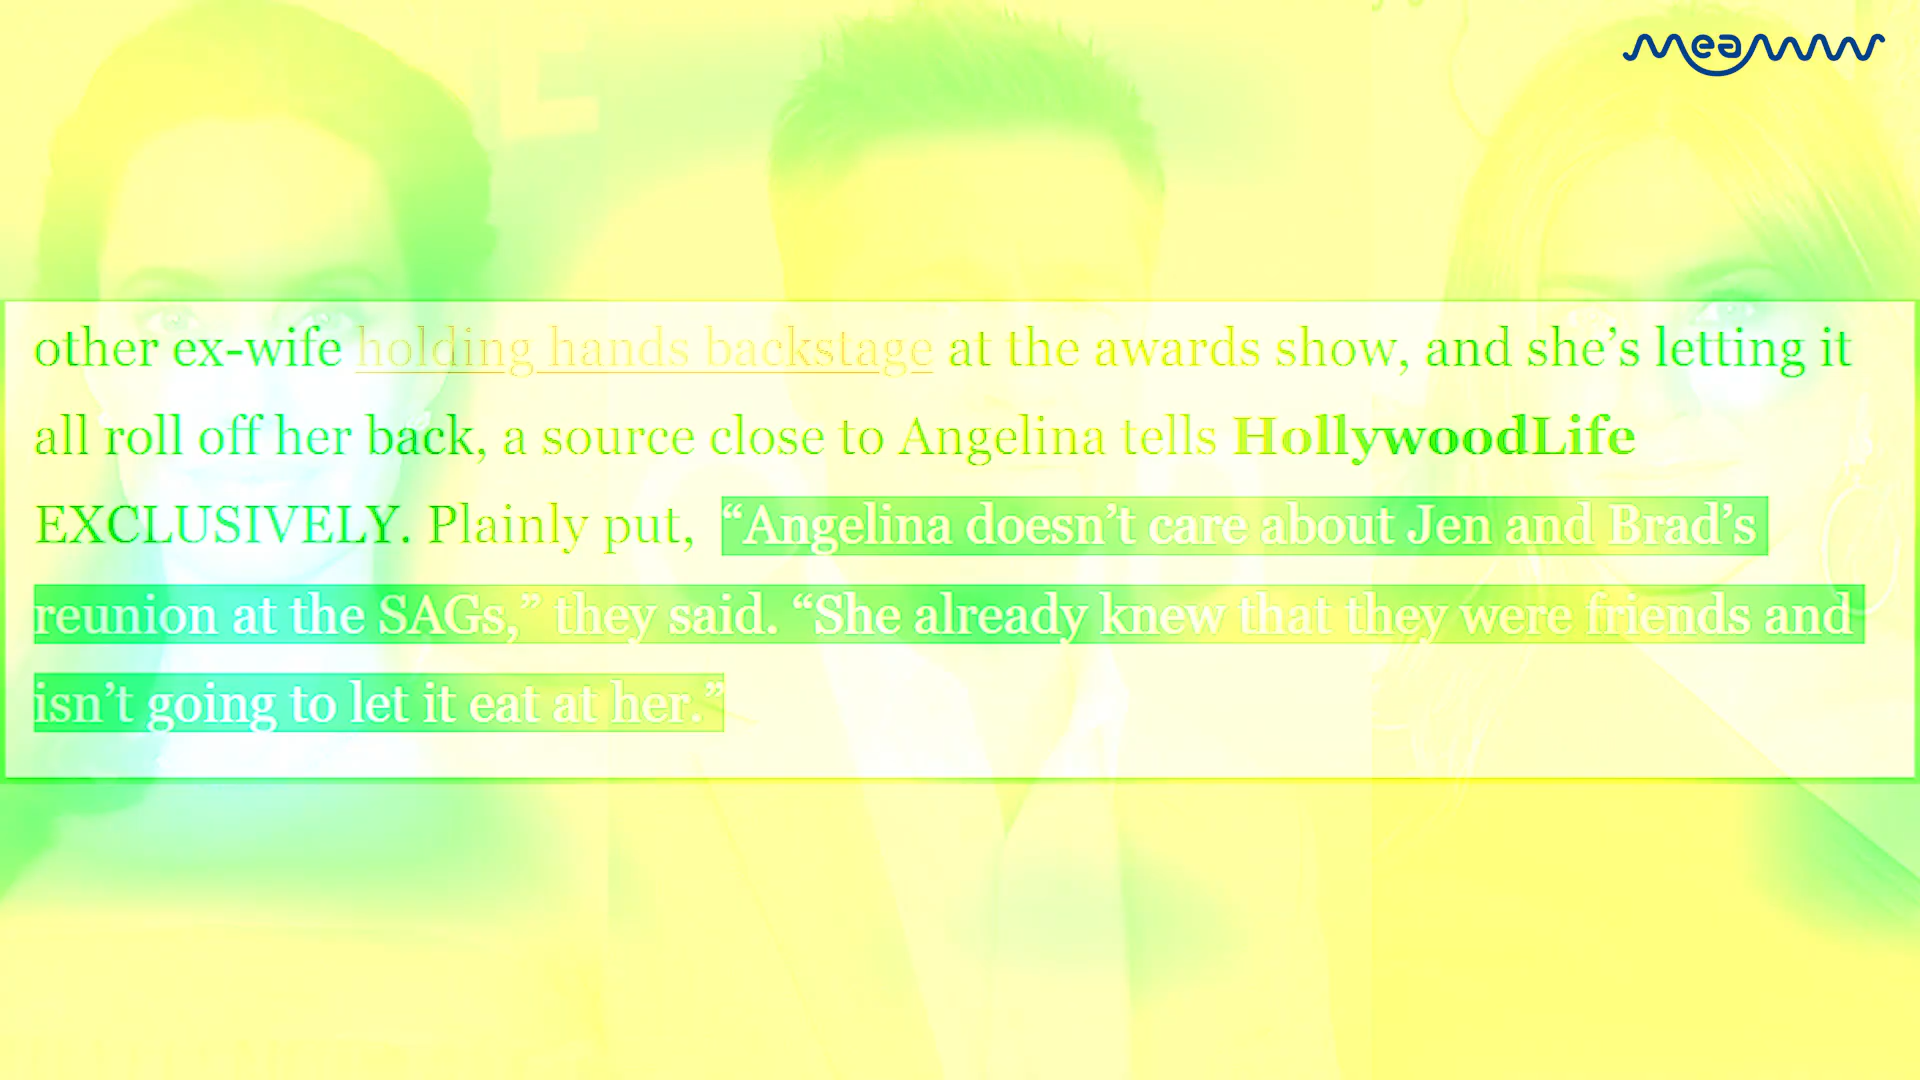 meaww
other ex-wife holding hands backstage at the awards show, and she’s letting it
all roll off her back, a source close to Angelina tells HollywoodLife
EXCLUSIVELY. Plainly put, “Angelina doesn’t care about Jen and Brad’s
reunion at the SAGs,” they said. “She already knew that they were friends and
isn’t going to let it eat at her.”